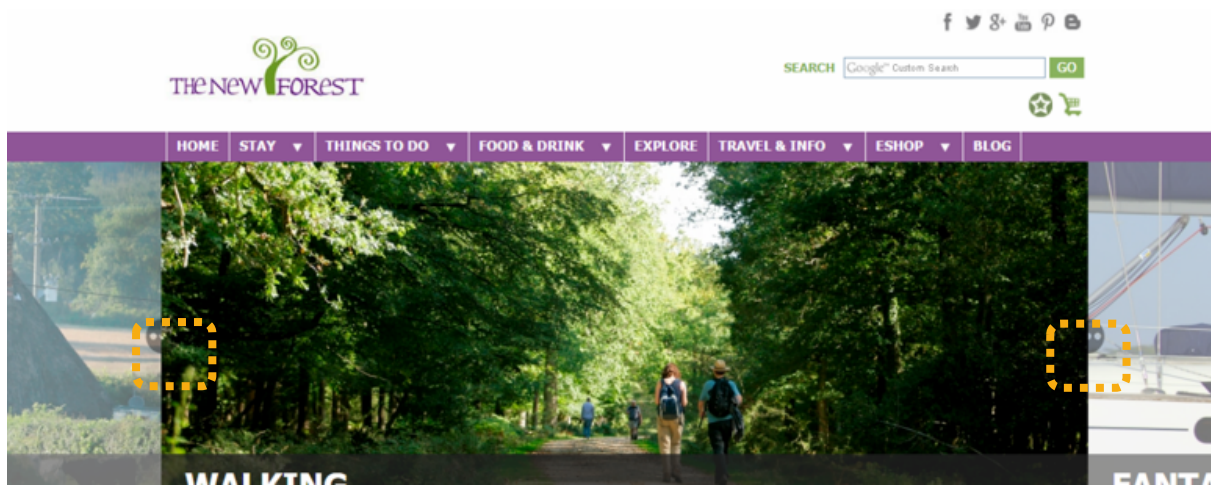 THE NEW FOREST
SEARCH Google™ Custom Search GO
HOME STAY ▼ THINGS TO DO ▼ FOOD & DRINK ▼ EXPLORE TRAVEL & INFO ▼ ESHOP ▼ BLOG
WALKING
FANTA